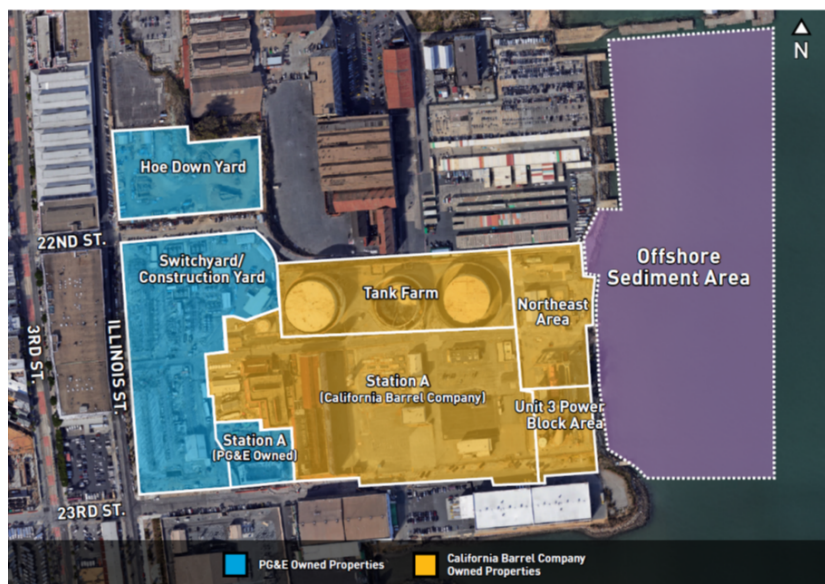 N
Hoe Down Yard
22ND ST.
Switchyard/
Construction Yard
Offshore
Sediment Area
Tank Farm
Northeast
Area
3RD ST.
ILLINOIS ST.
Station A
(California Barrel Company)
Unit 3 Power
Block Area
Station A
(PG&E Owned)
23RD ST.
PG&E Owned Properties
California Barrel Company
Owned Properties